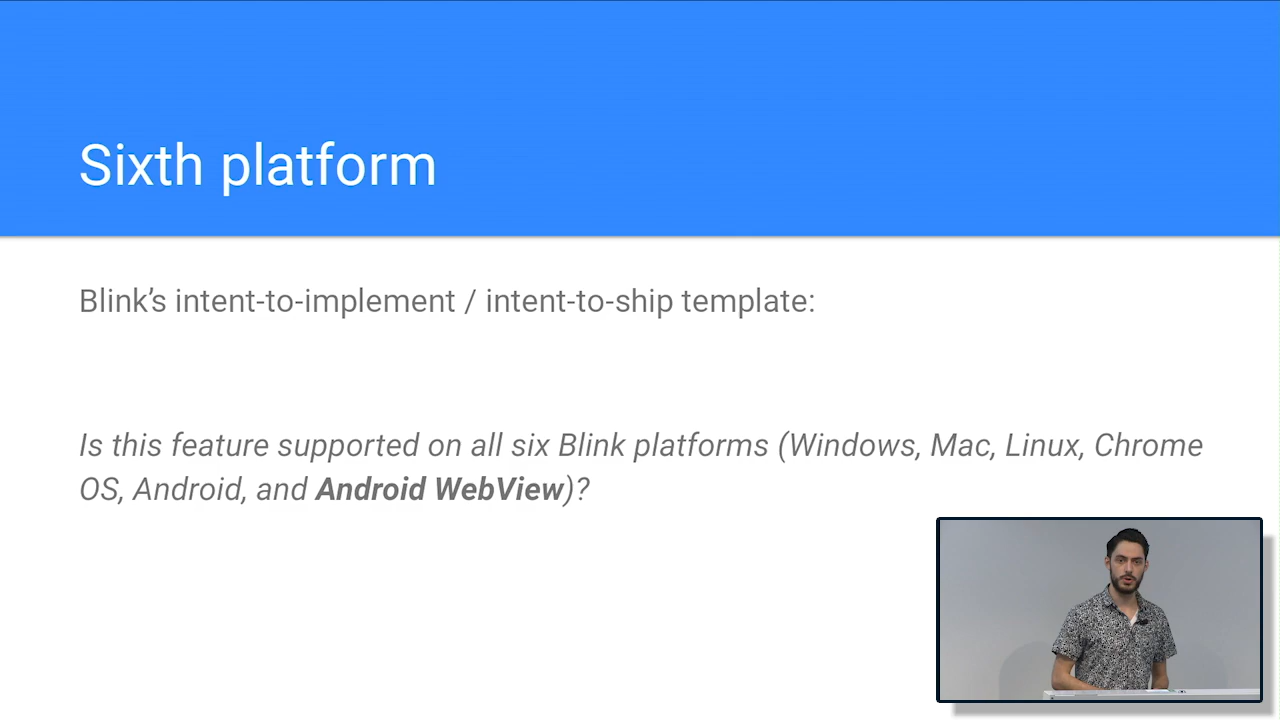 Sixth platform
Blink’s intent-to-implement / intent-to-ship template:
Is this feature supported on all six Blink platforms (Windows, Mac, Linux, Chrome
OS, Android, and Android WebView)?